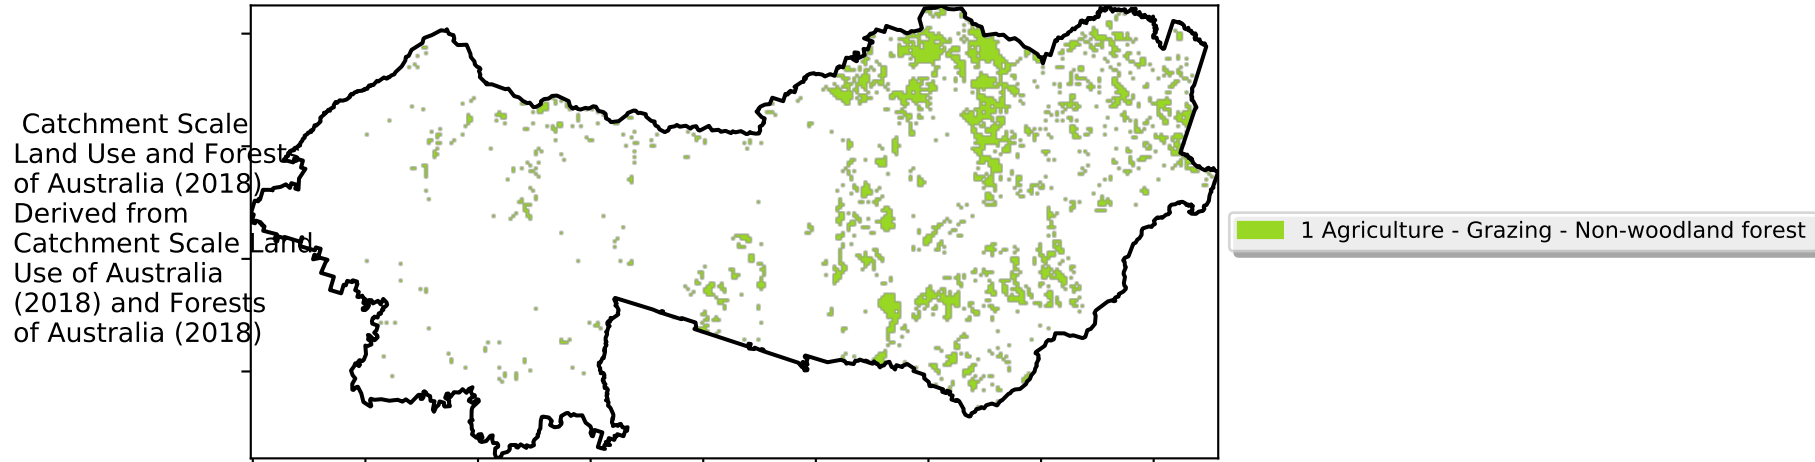 Catchment Scale
Land Use and Forests
of Australia (2018)
Derived from
Catchment Scale Land
Use of Australia
(2018) and Forests
of Australia (2018)
1 Agriculture - Grazing - Non-woodland forest